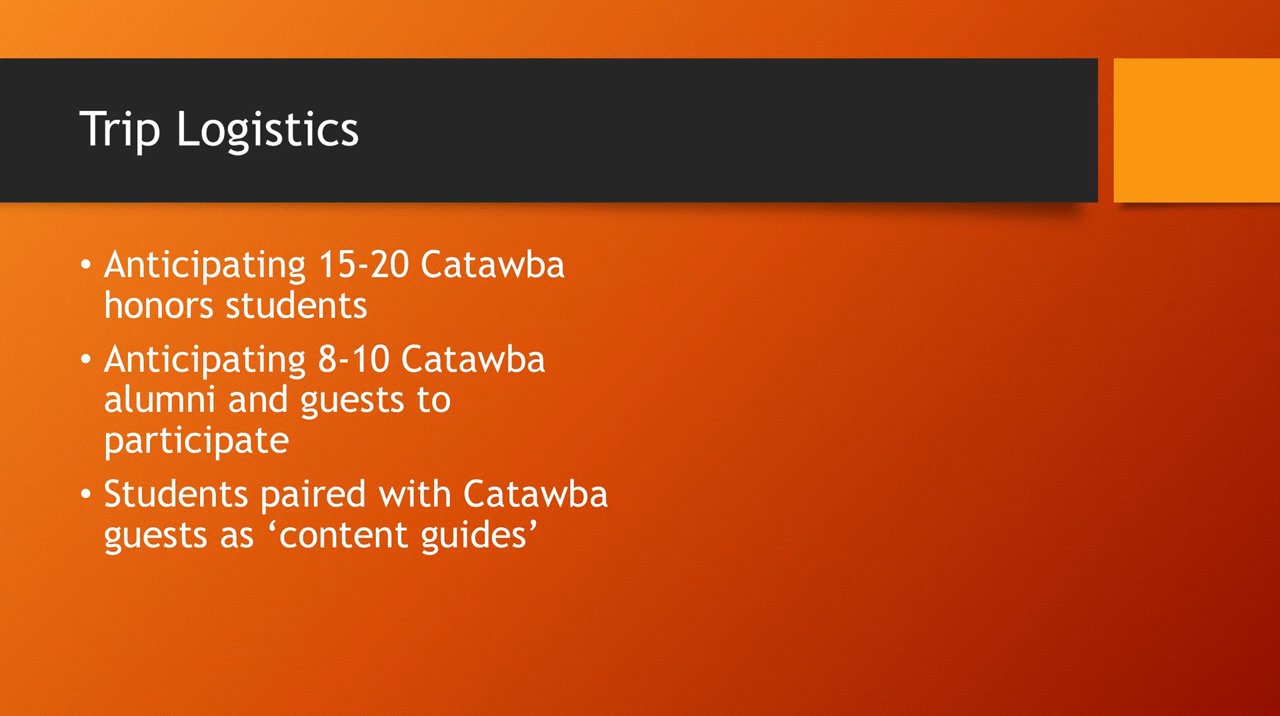 Trip Logistics
• Anticipating 15-20 Catawba
honors students
• Anticipating 8-10 Catawba
alumni and guests to
participate
• Students paired with Catawba
guests as ‘content guides’